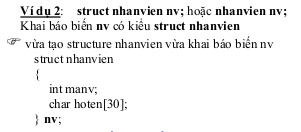 Ví dụ 2: struct nhanvien nv; hoặc nhanvien nv;
Khai báo biến nv có kiểu struct nhanvien
☞ vừa tạo structure nhanvien vừa khai báo biến nv
struct nhanvien
{
int manv;
char hoten[30];
} nv;